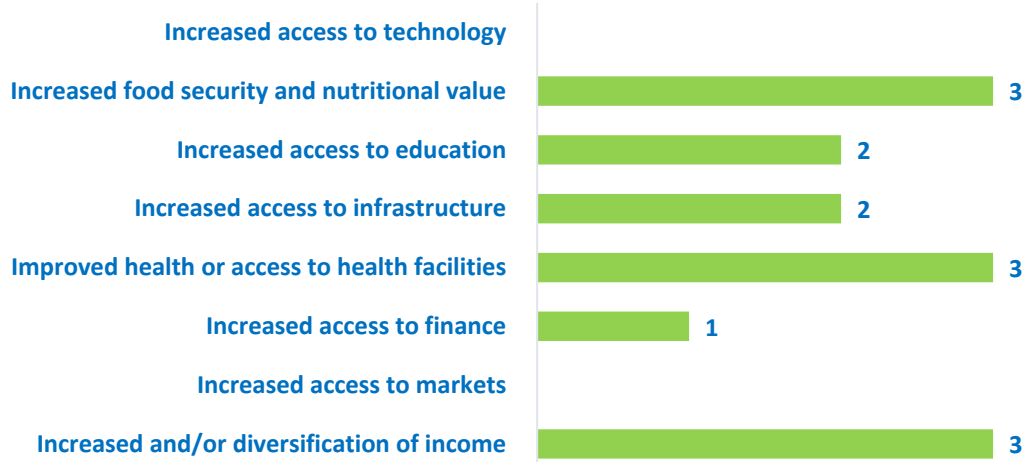 Increased access to technology
Increased food security and nutritional value 3
Increased access to education 2
Increased access to infrastructure 2
Improved health or access to health facilities 3
Increased access to finance 1
Increased access to markets
Increased and/or diversification of income 3